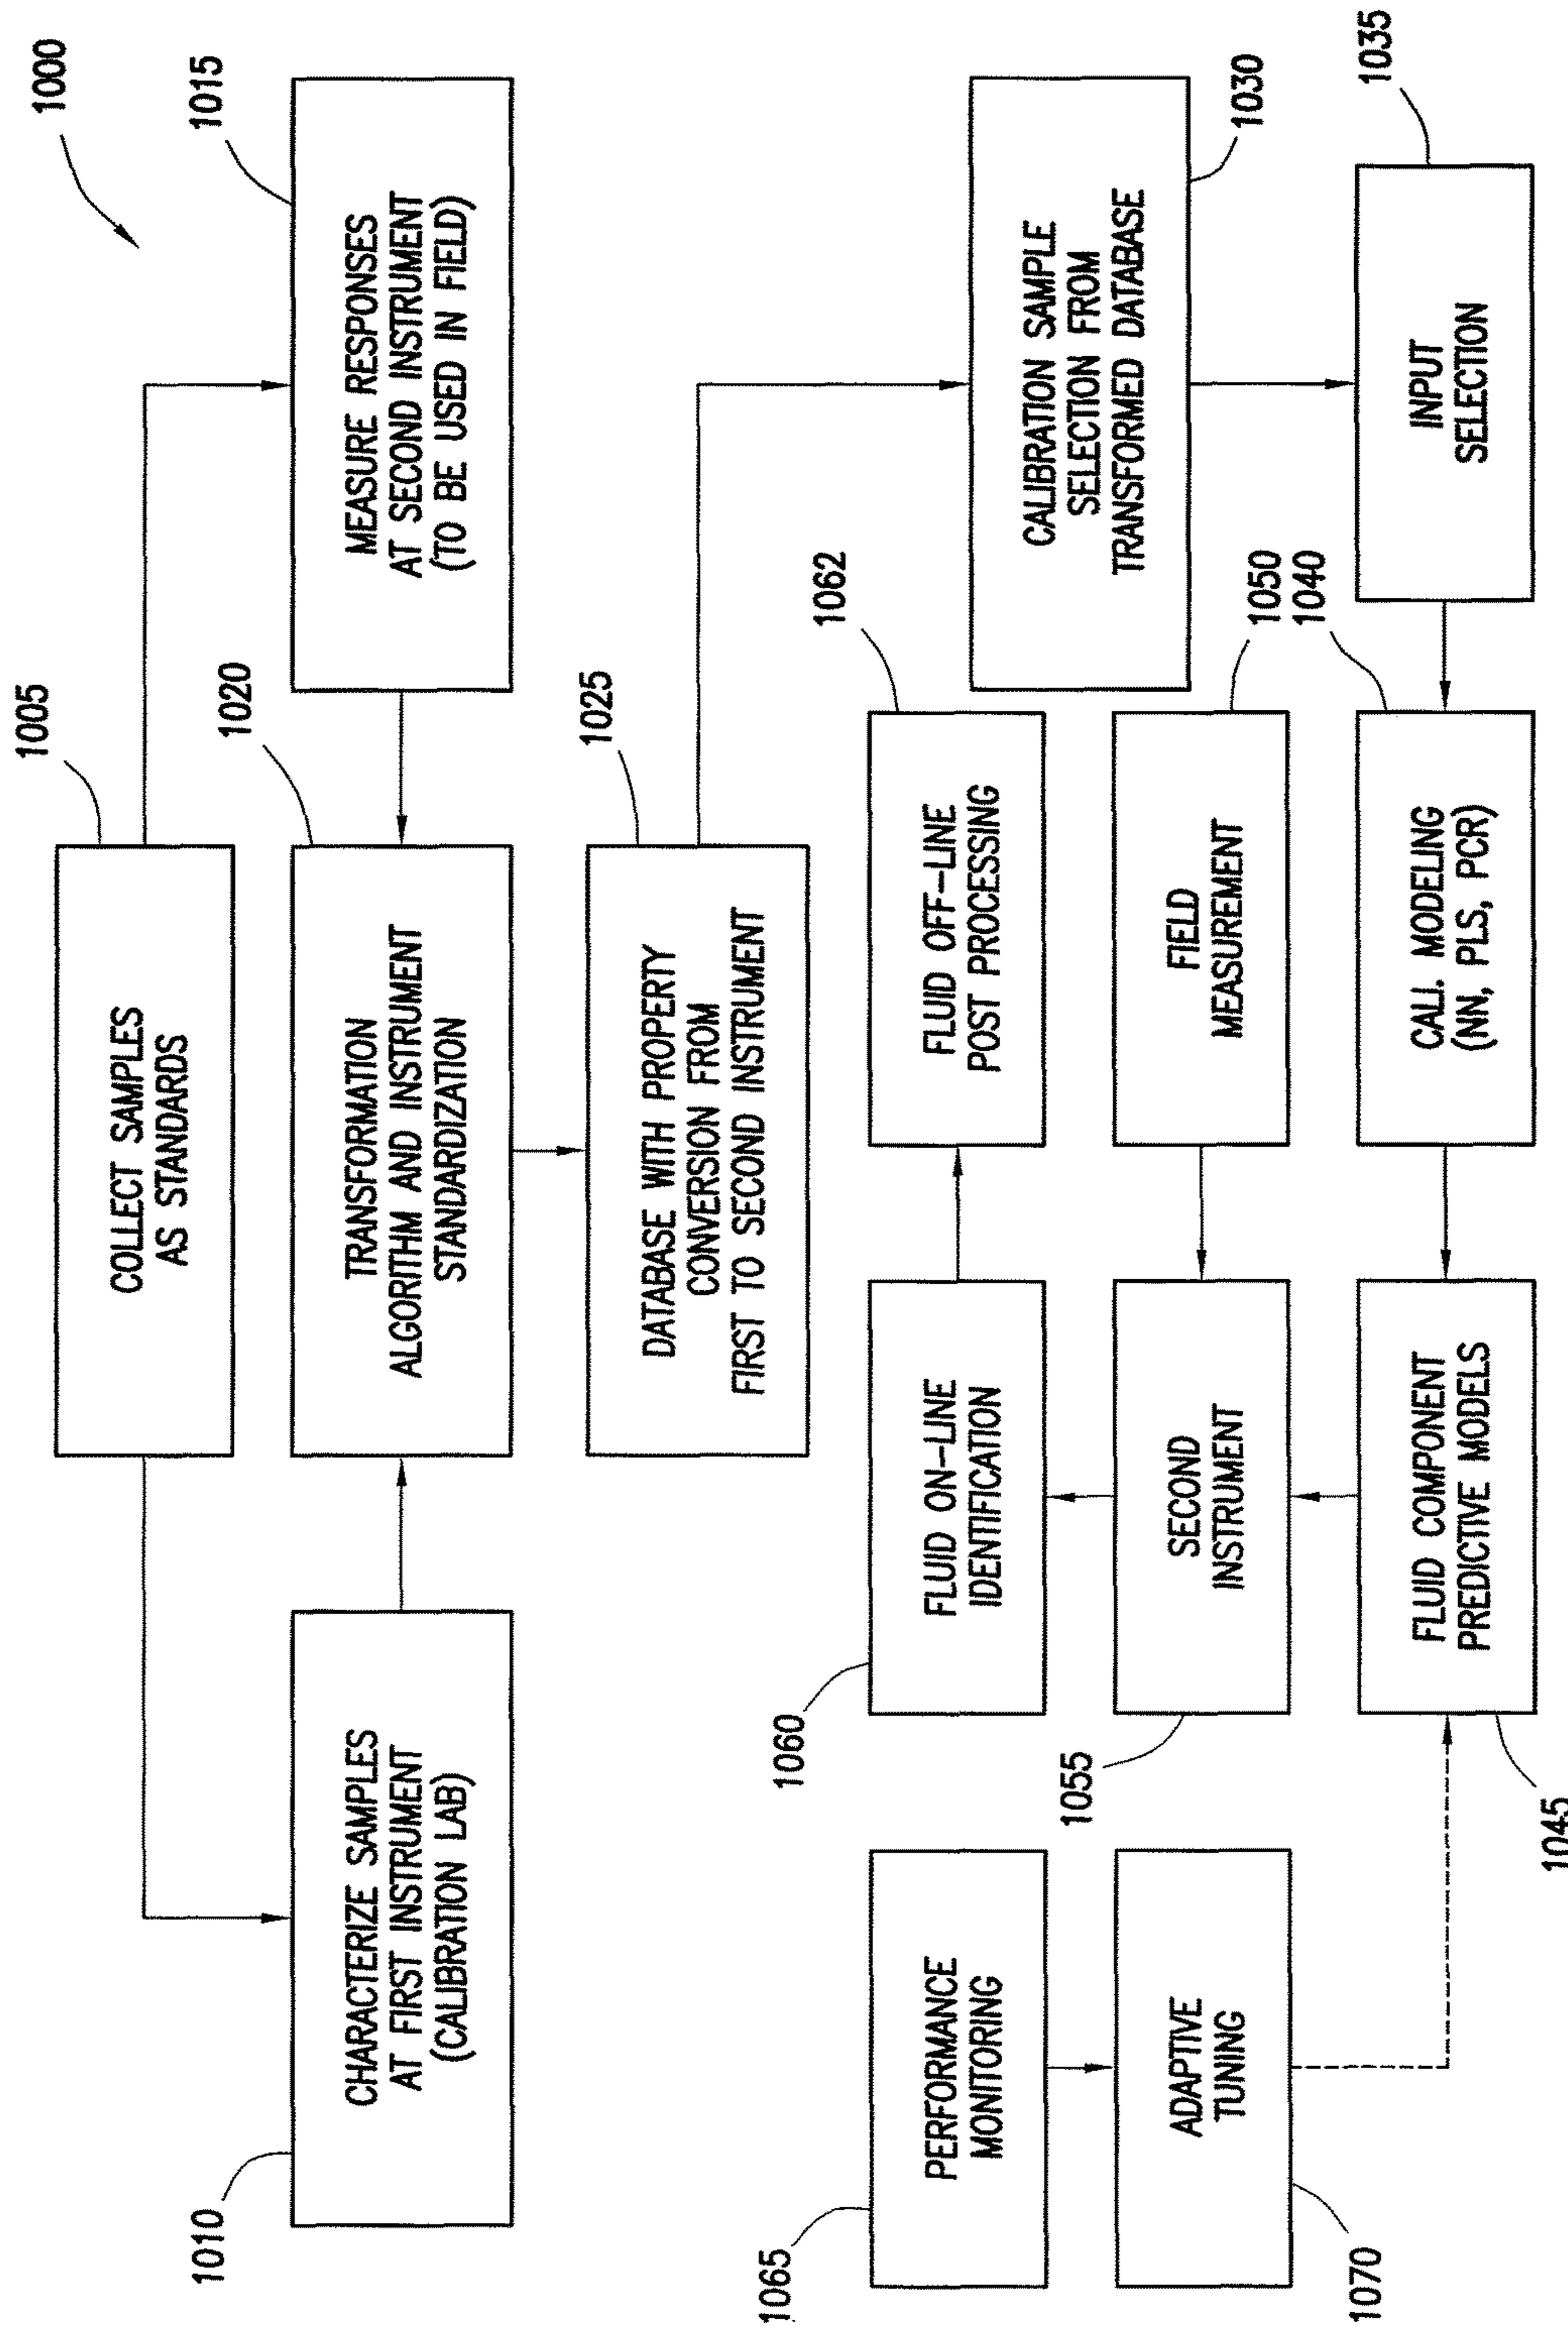 1000
1005
COLLECT SAMPLES
AS STANDARDS
1010
CHARACTERIZE SAMPLES
AT FIRST INSTRUMENT
(CALIBRATION LAB)
1020
TRANSFORMATION
ALGORITHM AND INSTRUMENT
STANDARDIZATION
1015
MEASURE RESPONSES
AT SECOND INSTRUMENT
(TO BE USED IN FIELD)
1025
DATABASE WITH PROPERTY
CONVERSION FROM
FIRST TO SECOND INSTRUMENT
1065
PERFORMANCE
MONITORING
1060
FLUID ON-LINE
IDENTIFICATION
1062
FLUID OFF-LINE
POST PROCESSING
1030
CALIBRATION SAMPLE
SELECTION FROM
TRANSFORMED DATABASE
1070
ADAPTIVE
TUNING
1055
SECOND
INSTRUMENT
1050
FIELD
MEASUREMENT
1045
FLUID COMPONENT
PREDICTIVE MODELS
1040
CALI. MODELING
(NN, PLS, PCR)
1035
INPUT
SELECTION